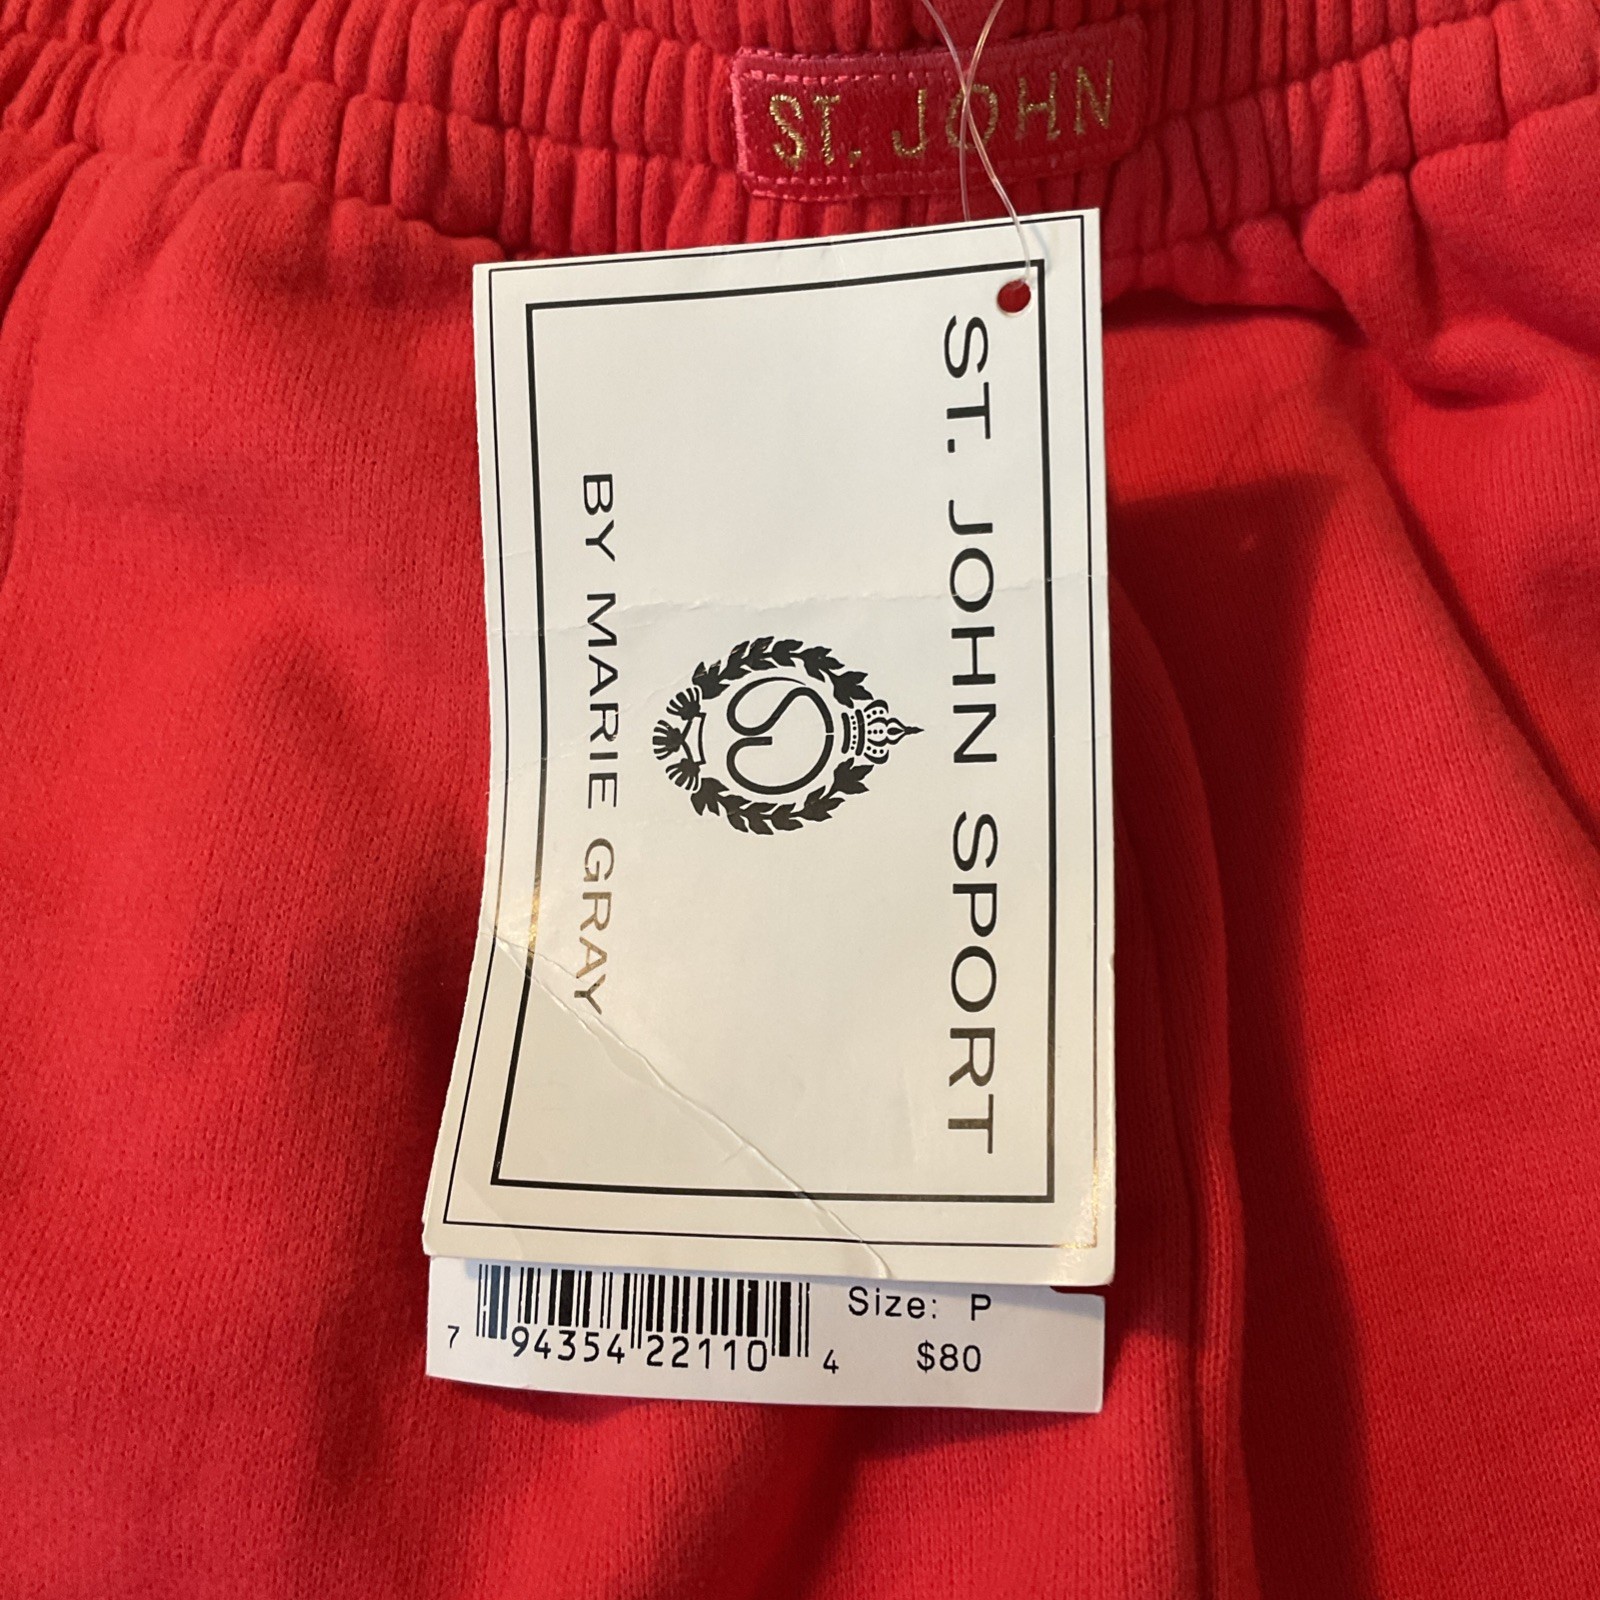 ST. JOHN
ST. JOHN SPORT
BY MARIE GRAY
7 94354 22110 4
Size: P
$80